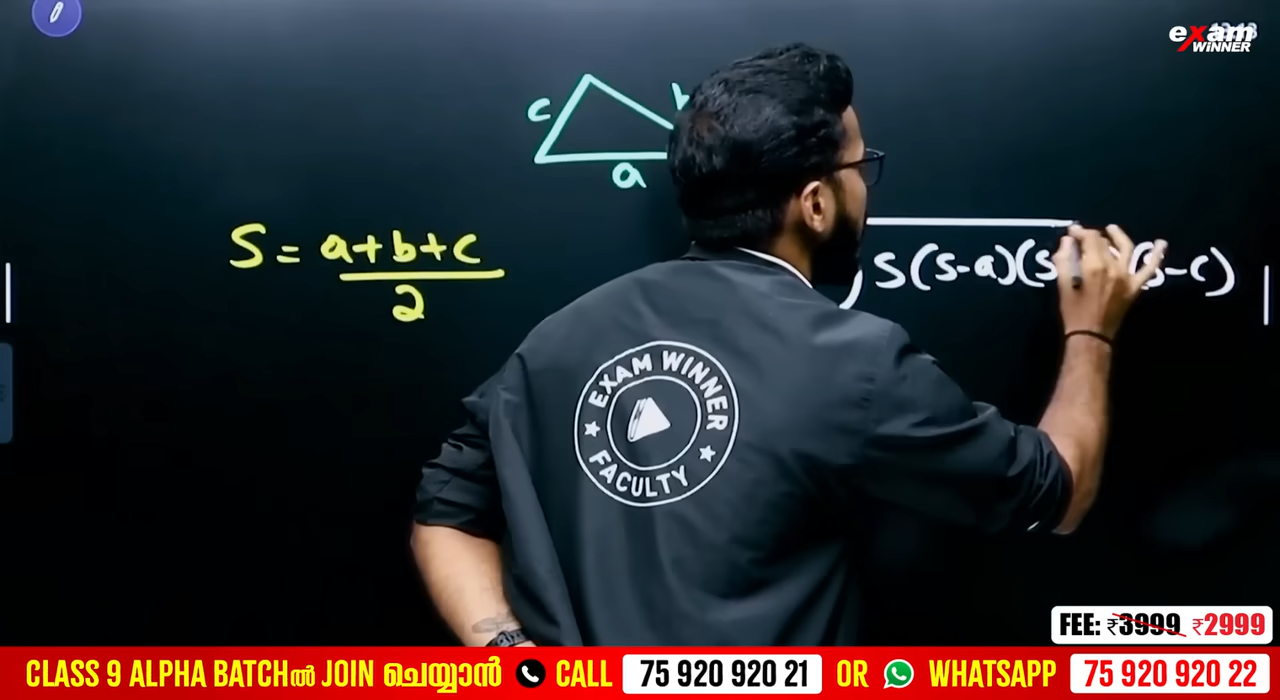 exam
WiNNER
c
a
S = a+b+c
2
S(S-a)(S (S-c)
EXAM WINNER
FACULTY
FEE: ₹3999 ₹2999
CLASS 9 ALPHA BATCHൽ JOIN ചെയ്യാൻ CALL 75 920 920 21 OR WHATSAPP 75 920 920 22